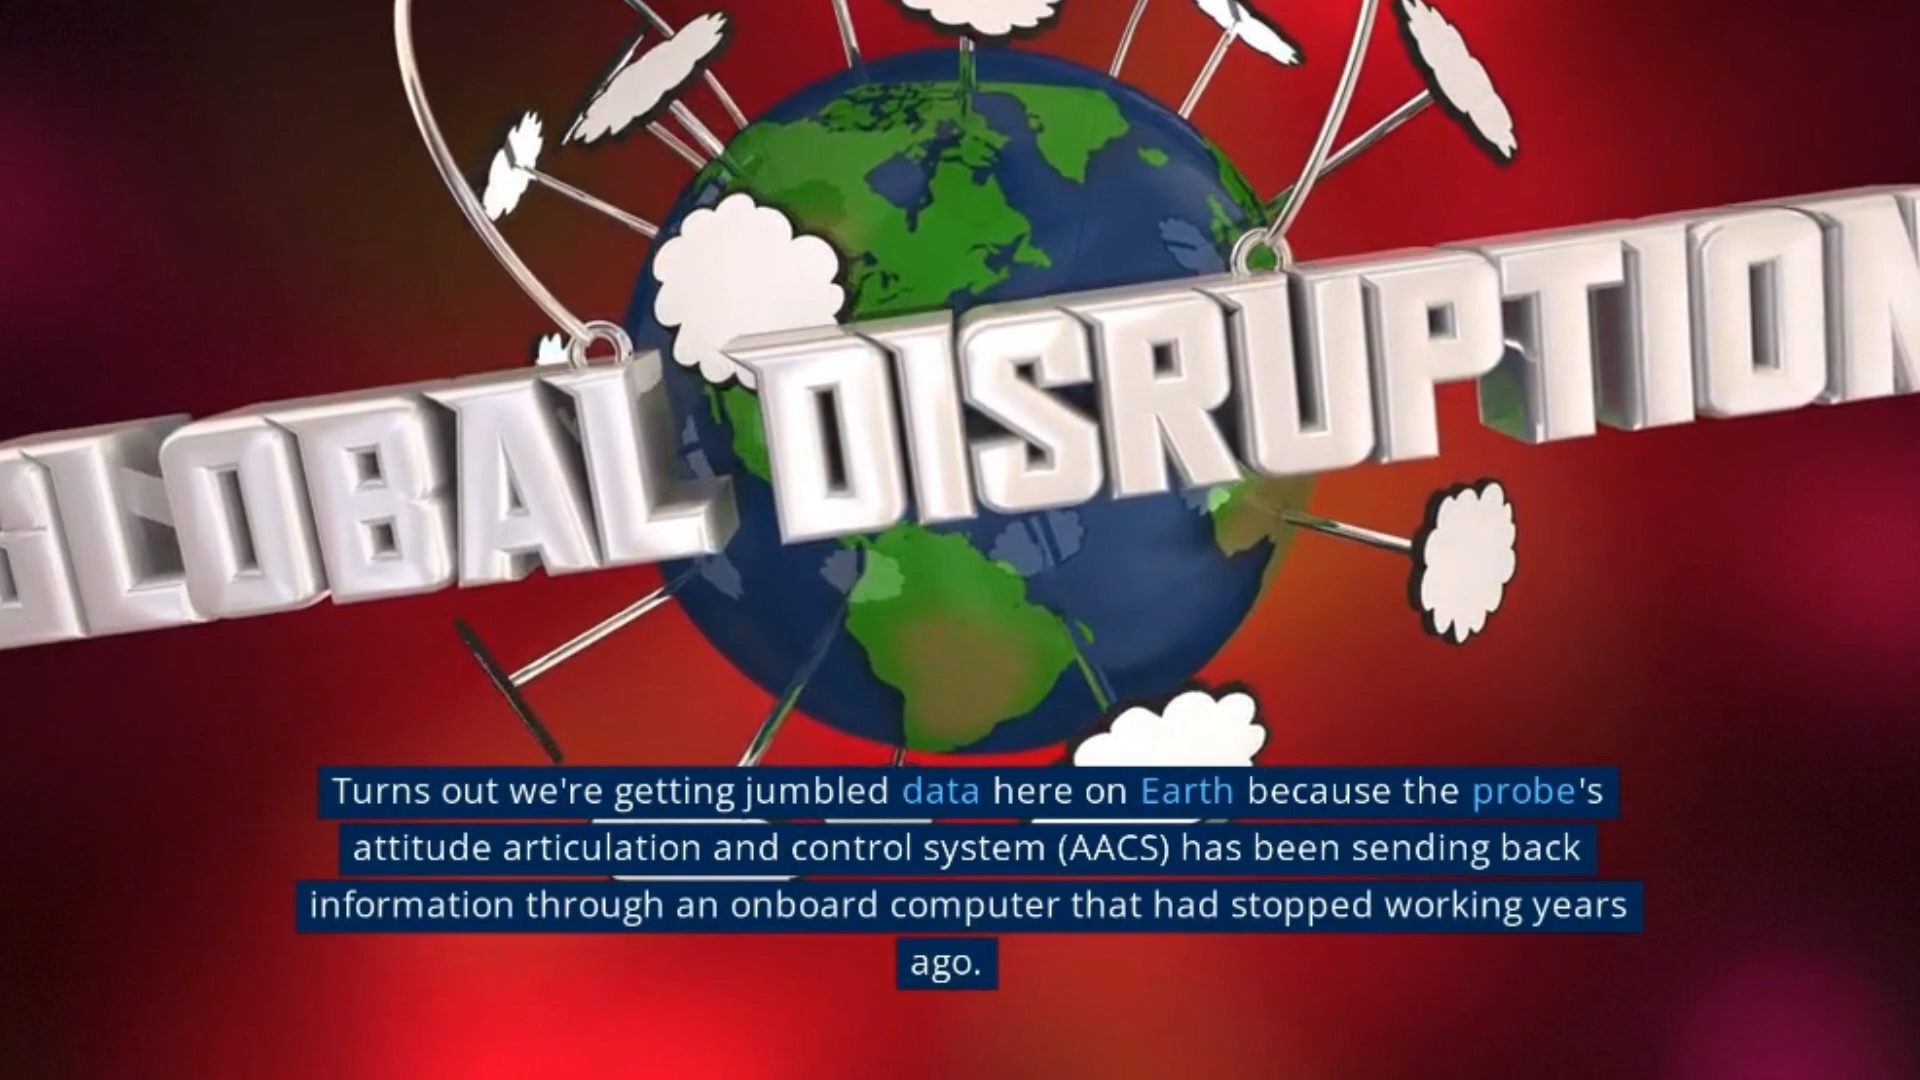 GLOBAL DISRUPTION
Turns out we're getting jumbled data here on Earth because the probe's
attitude articulation and control system (AACS) has been sending back
information through an onboard computer that had stopped working years
ago.